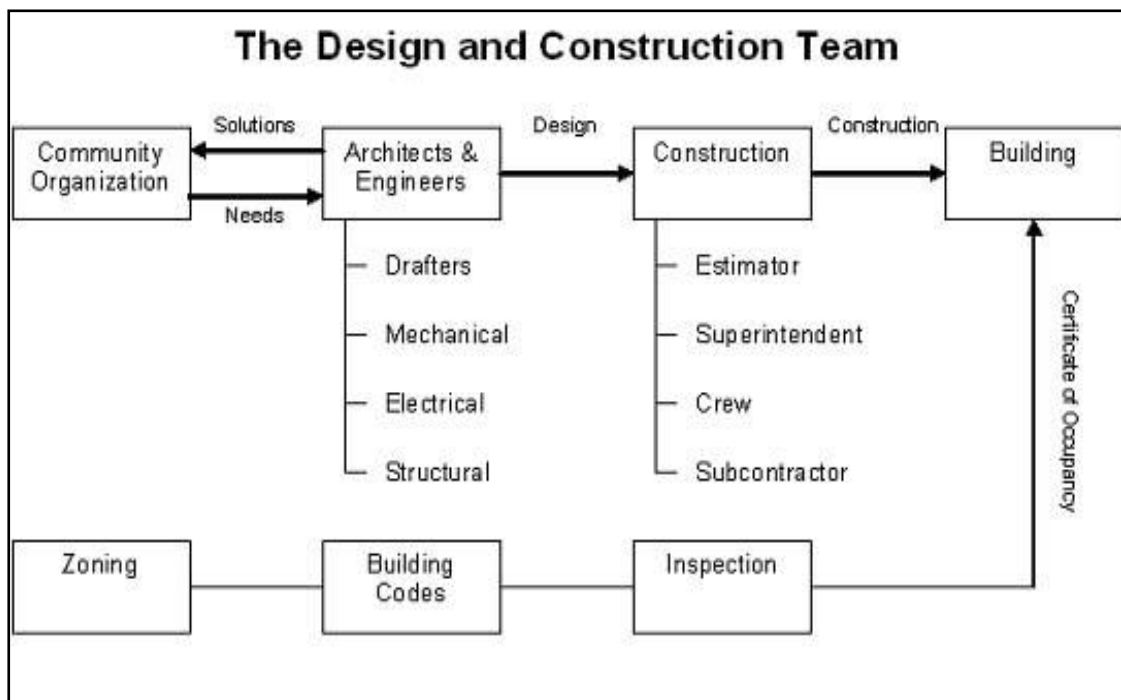 The Design and Construction Team
Solutions
Design
Construction
Community
Organization
Architects &
Engineers
Construction
Building
Needs
Drafters
Mechanical
Electrical
Structural
Estimator
Superintendent
Crew
Subcontractor
Certificate of Occupancy
Zoning
Building
Codes
Inspection